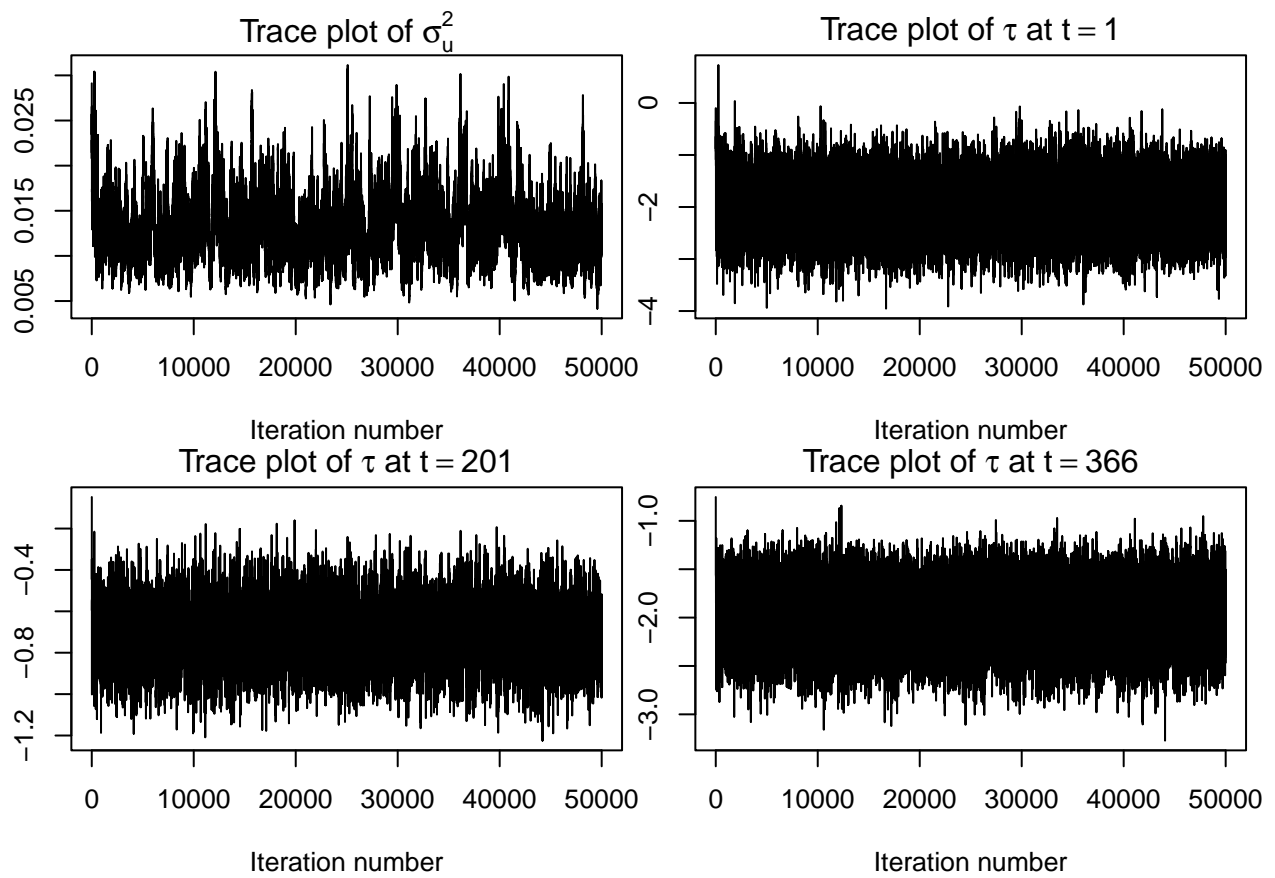 Trace plot of σ²ᵤ
0.005 0.015 0.025
0 10000 20000 30000 40000 50000
Iteration number
Trace plot of τ at t = 1
−4 −2 0
0 10000 20000 30000 40000 50000
Iteration number
Trace plot of τ at t = 201
−1.2 −0.8 −0.4
0 10000 20000 30000 40000 50000
Iteration number
Trace plot of τ at t = 366
−3.0 −2.0 −1.0
0 10000 20000 30000 40000 50000
Iteration number